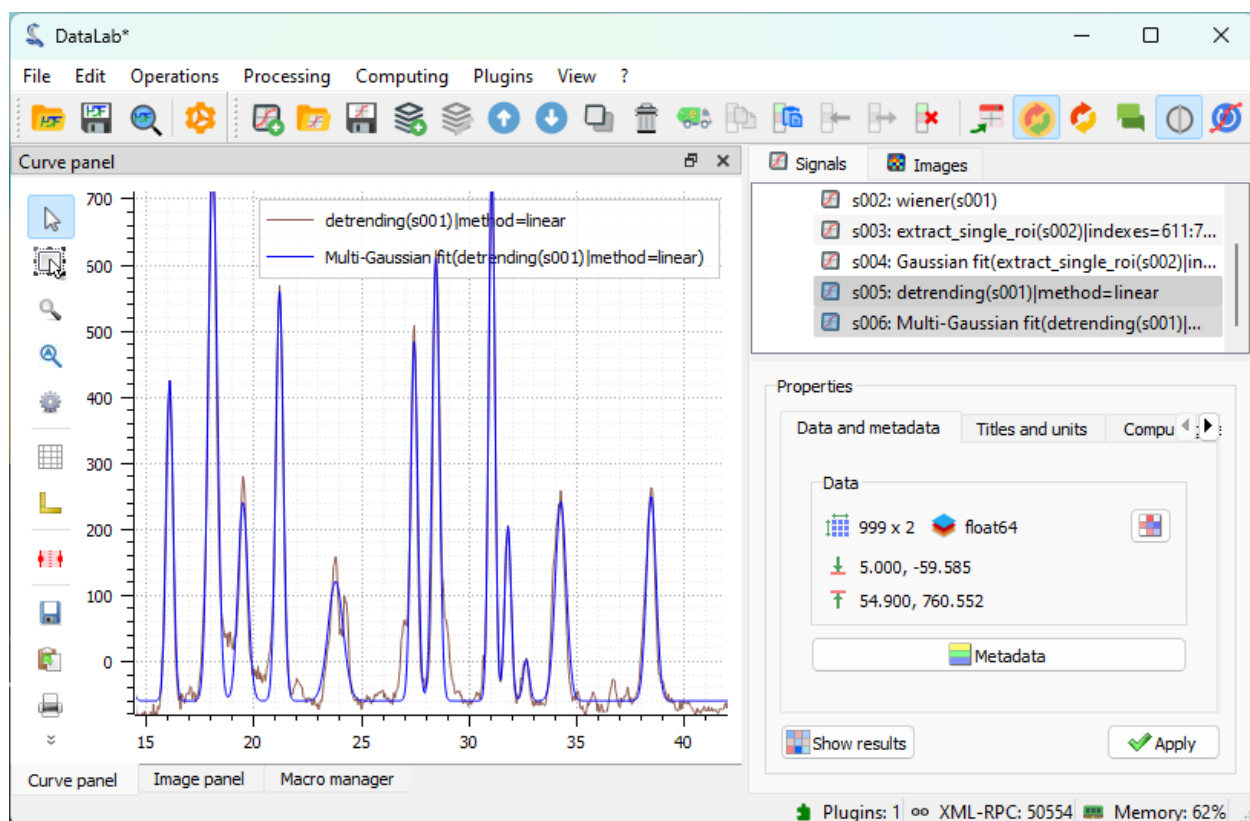 DataLab*
File Edit Operations Processing Computing Plugins View ?
Curve panel
700
600
500
400
300
200
100
0
15 20 25 30 35 40
detrending(s001)|method=linear
Multi-Gaussian fit(detrending(s001)|method=linear)
Curve panel Image panel Macro manager
Signals Images
s002: wiener(s001)
s003: extract_single_roi(s002)|indexes=611:7...
s004: Gaussian fit(extract_single_roi(s002)|in...
s005: detrending(s001)|method=linear
s006: Multi-Gaussian fit(detrending(s001)|...
Properties
Data and metadata Titles and units Compu
Data
999 x 2 float64
5.000, -59.585
54.900, 760.552
Metadata
Show results Apply
Plugins: 1 XML-RPC: 50554 Memory: 62%